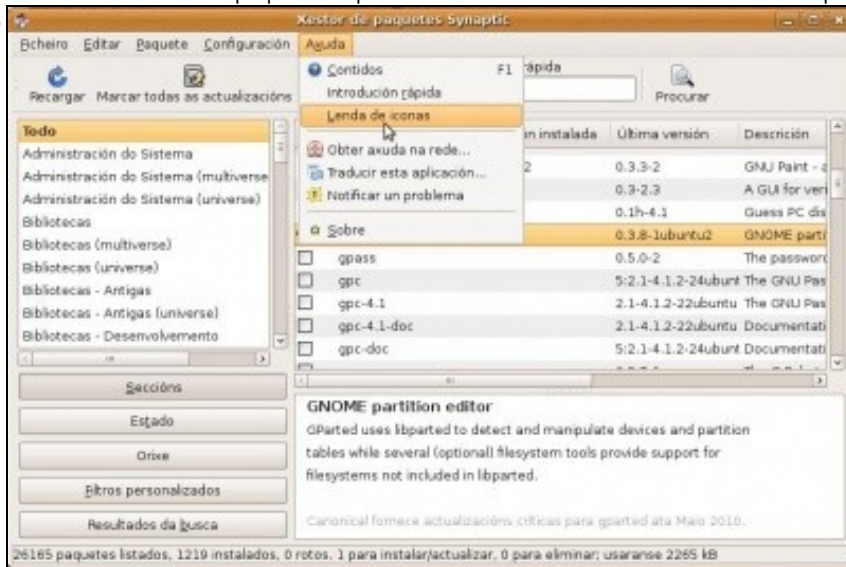 Xestor de paquetes Synaptic
Ficheiro Editar Paquete Configuración Axuda
Recargar Marcar todas as actualizacións
rápida
Procurar
Contidos F1
Introdución rápida
Lenda de iconas
Obter axuda na rede...
Traducir esta aplicación...
Notificar un problema
Sobre
Todo
Administración do Sistema
Administración do Sistema (multiverse
Administración do Sistema (universe)
Bibliotecas
Bibliotecas (multiverse)
Bibliotecas (universe)
Bibliotecas - Antigas
Bibliotecas - Antigas (universe)
Bibliotecas - Desenvolvemento
n instalada Última versión Descrición
2 0.3.3-2 GNU Paint - a
0.3-2.3 A GUI for veri
0.1h-4.1 Guess PC dis
0.3.8-1ubuntu2 GNOME parti
gpass 0.5.0-2 The password
gpc 5:2.1-4.1.2-24ubunt The GNU Pas
gpc-4.1 2.1-4.1.2-22ubuntu The GNU Pas
gpc-4.1-doc 2.1-4.1.2-22ubuntu Documentati
gpc-doc 5:2.1-4.1.2-24ubunt Documentati
Seccións
Estado
Orixe
Filtros personalizados
Resultados da busca
GNOME partition editor
GParted uses libparted to detect and manipulate devices and partition
tables while several (optional) filesystem tools provide support for
filesystems not included in libparted.
Canonical fornece actualizacións críticas para gparted ata Maio 2010.
26165 paquetes listados, 1219 instalados, 0 rotos. 1 para instalar/actualizar, 0 para eliminar; usaranse 2265 kB